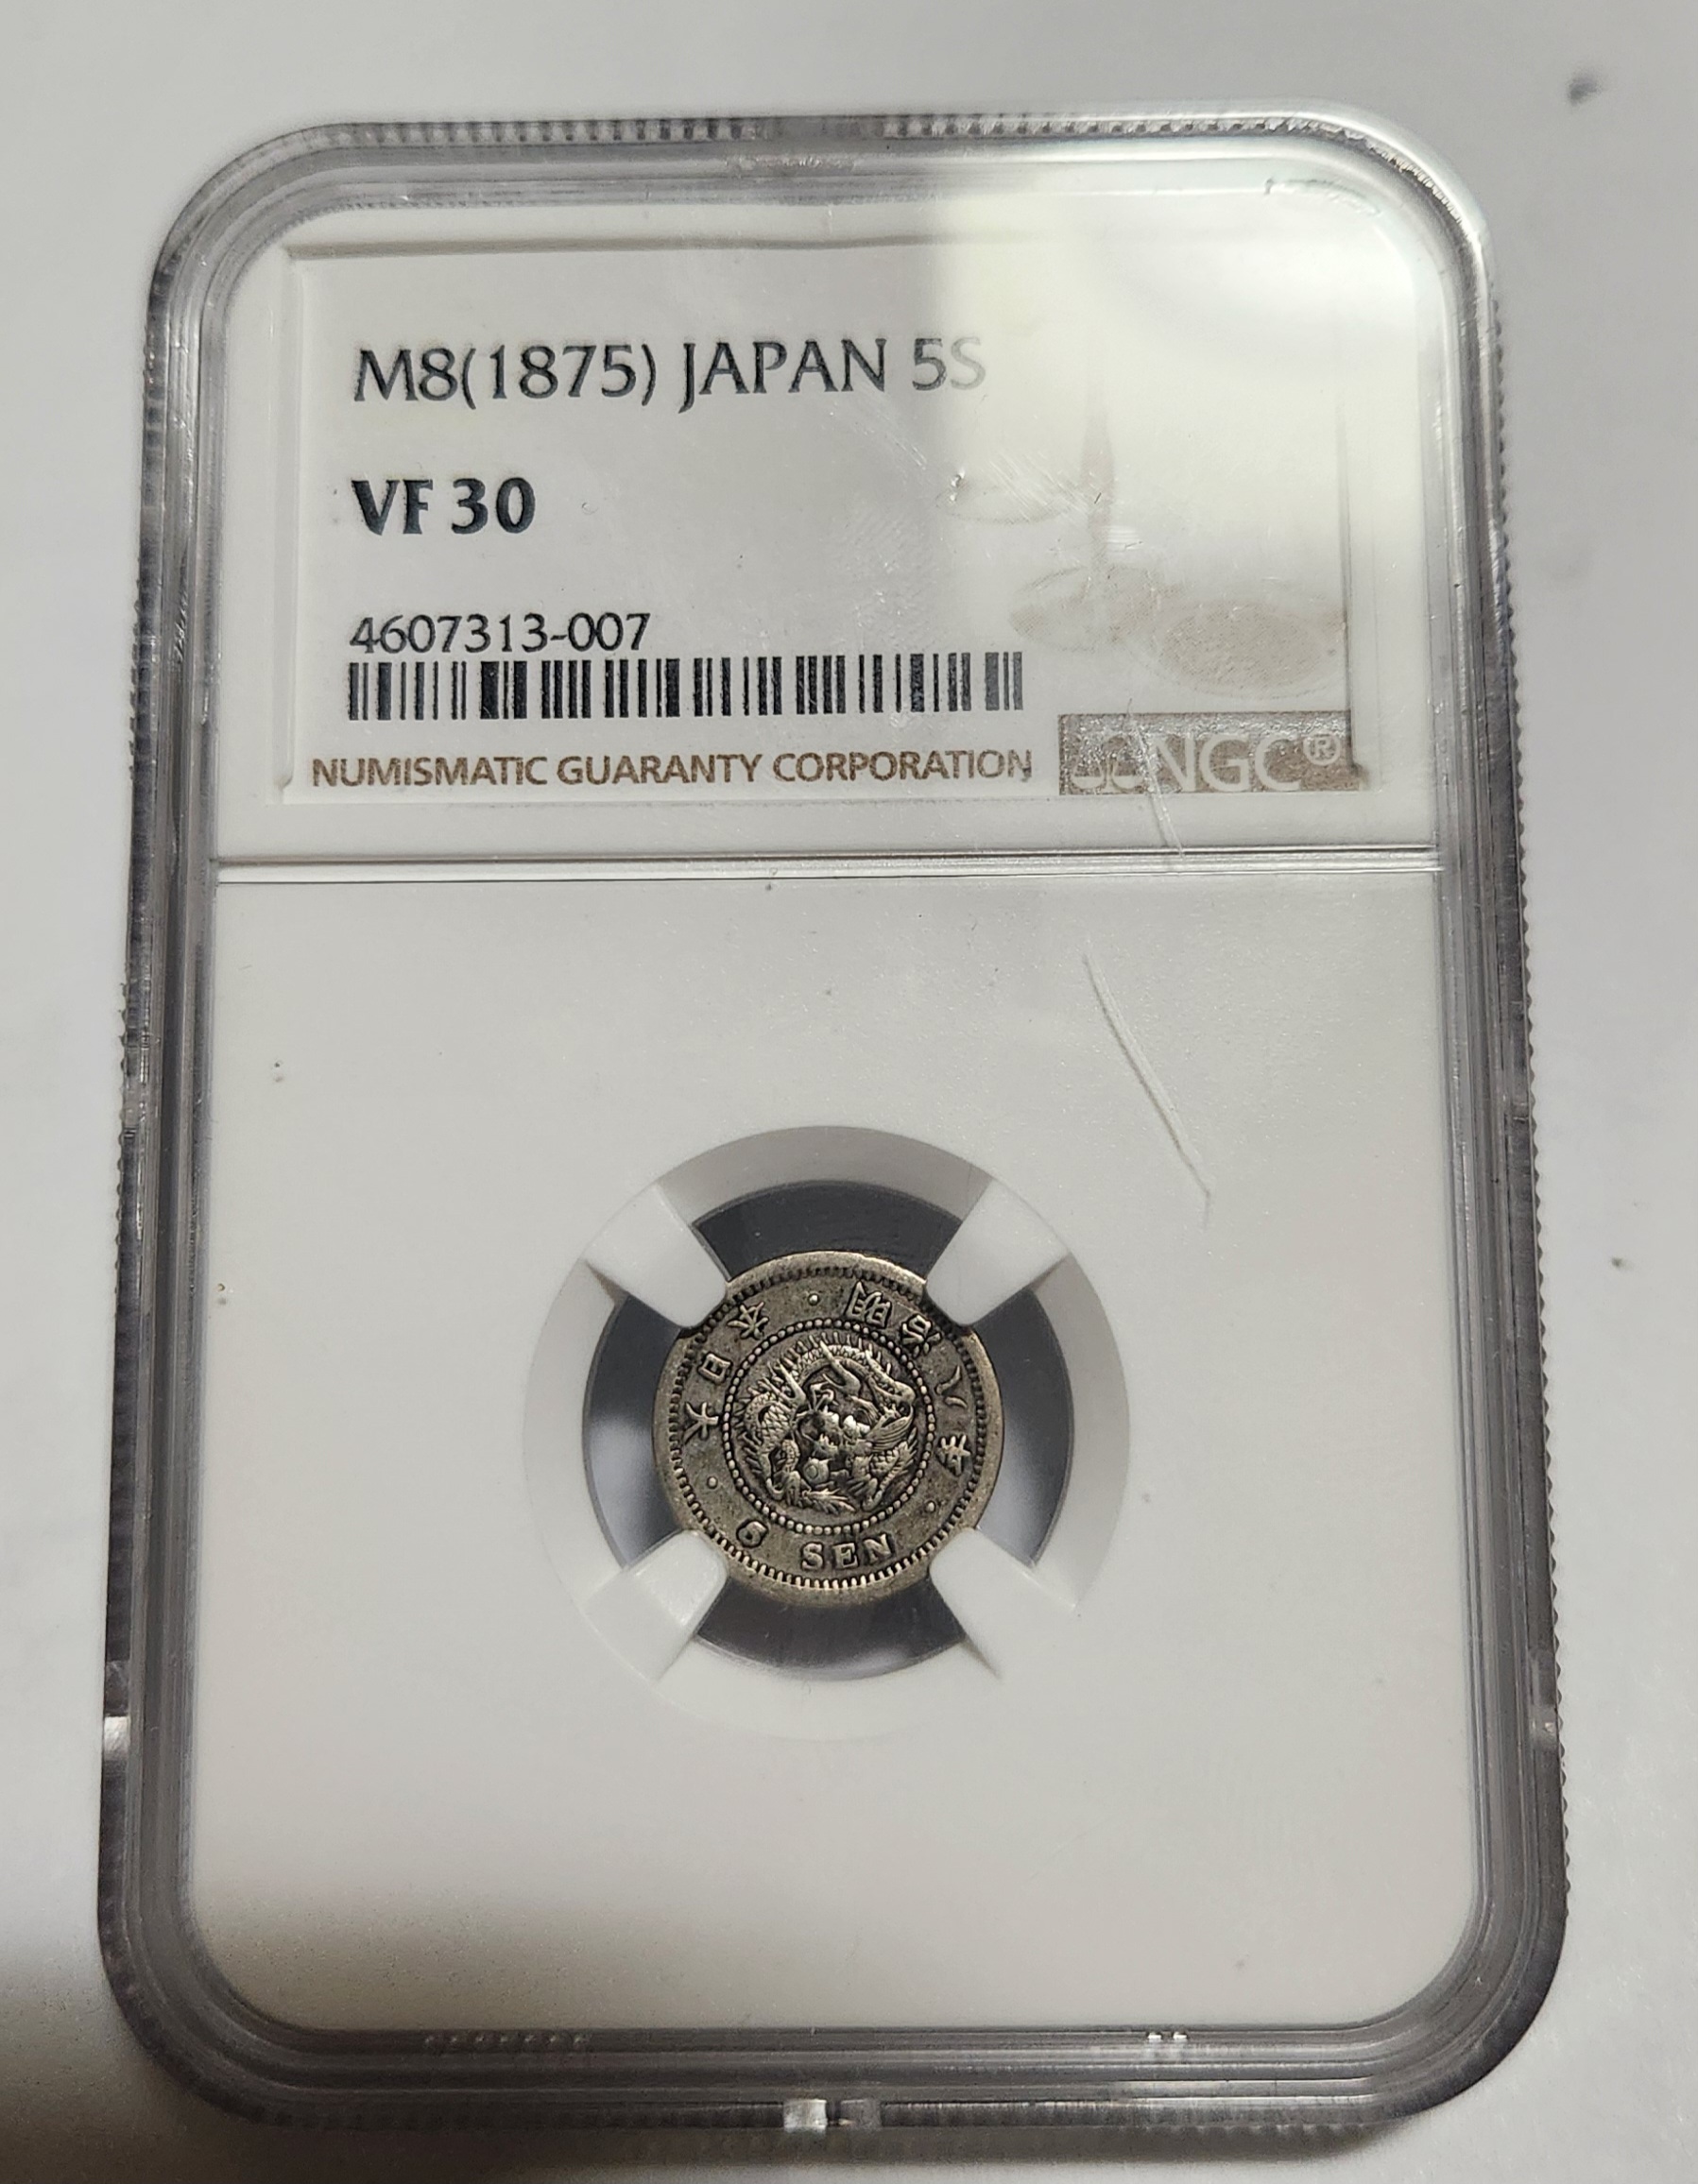 M8(1875) JAPAN 5S
VF 30
4607313-007
NUMISMATIC GUARANTY CORPORATION NGC®
大日本 · 明治八年 ·
5 SEN ·